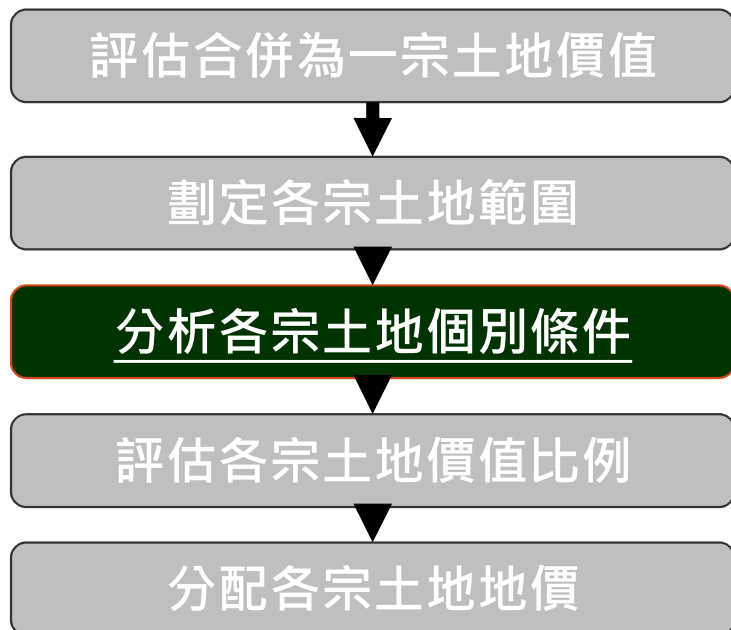 評估合併為一宗土地價值
劃定各宗土地範圍
分析各宗土地個別條件
評估各宗土地價值比例
分配各宗土地地價